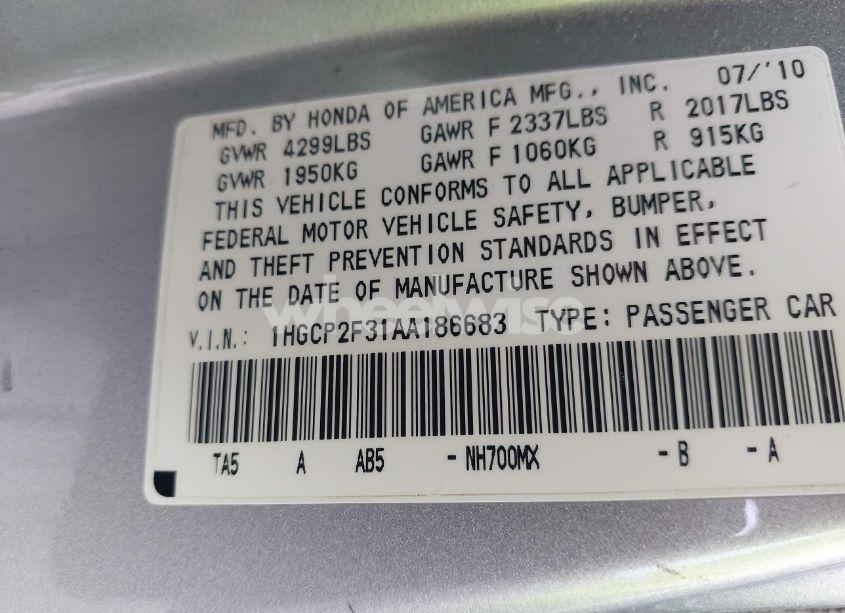 07/'10
MFD. BY HONDA OF AMERICA MFG., INC.
GVWR 4299LBS GAWR F 2337LBS R 2017LBS
GVWR 1950KG GAWR F 1060KG R 915KG
THIS VEHICLE CONFORMS TO ALL APPLICABLE
FEDERAL MOTOR VEHICLE SAFETY, BUMPER,
AND THEFT PREVENTION STANDARDS IN EFFECT
ON THE DATE OF MANUFACTURE SHOWN ABOVE.
wheelwise
V.I.N.: 1HGCP2F31AA186683 TYPE: PASSENGER CAR
TA5 A AB5 - NH700MX - B - A